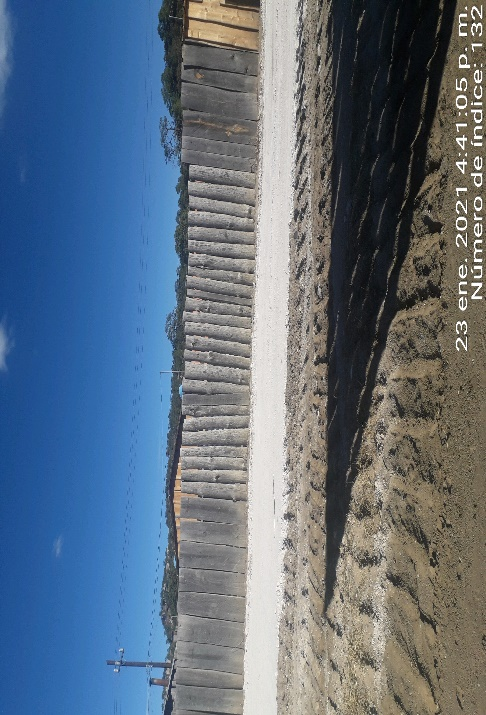 23 ene. 2021 4:41:05 p. m.
Número de índice: 132